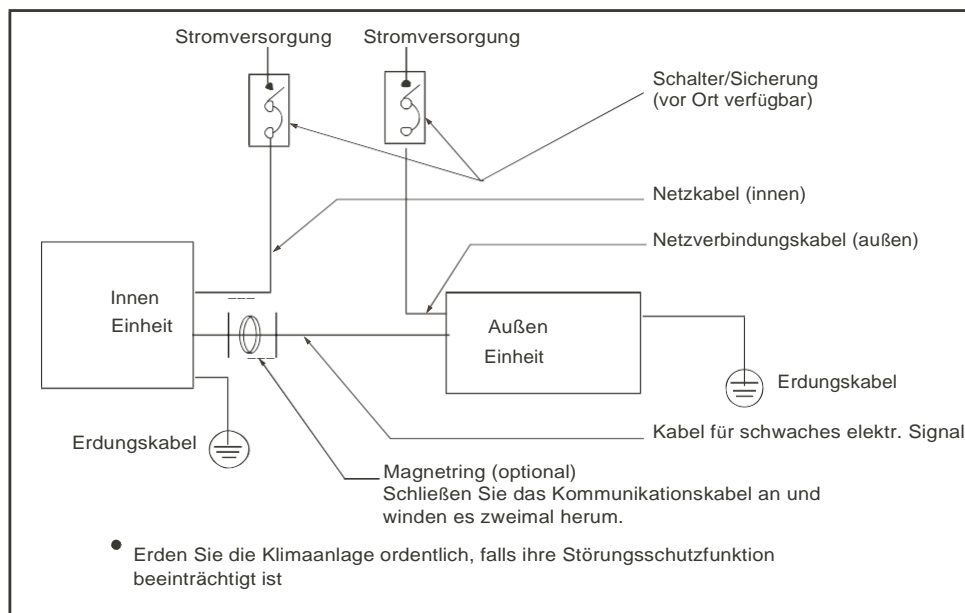 Stromversorgung
Stromversorgung
Schalter/Sicherung
(vor Ort verfügbar)
Netzkabel (innen)
Netzverbindungskabel (außen)
Innen
Einheit
Außen
Einheit
Erdungskabel
Erdungskabel
Kabel für schwaches elektr. Signal
Magnetring (optional)
Schließen Sie das Kommunikationskabel an und
winden es zweimal herum.
• Erden Sie die Klimaanlage ordentlich, falls ihre Störungsschutzfunktion
beeinträchtigt ist